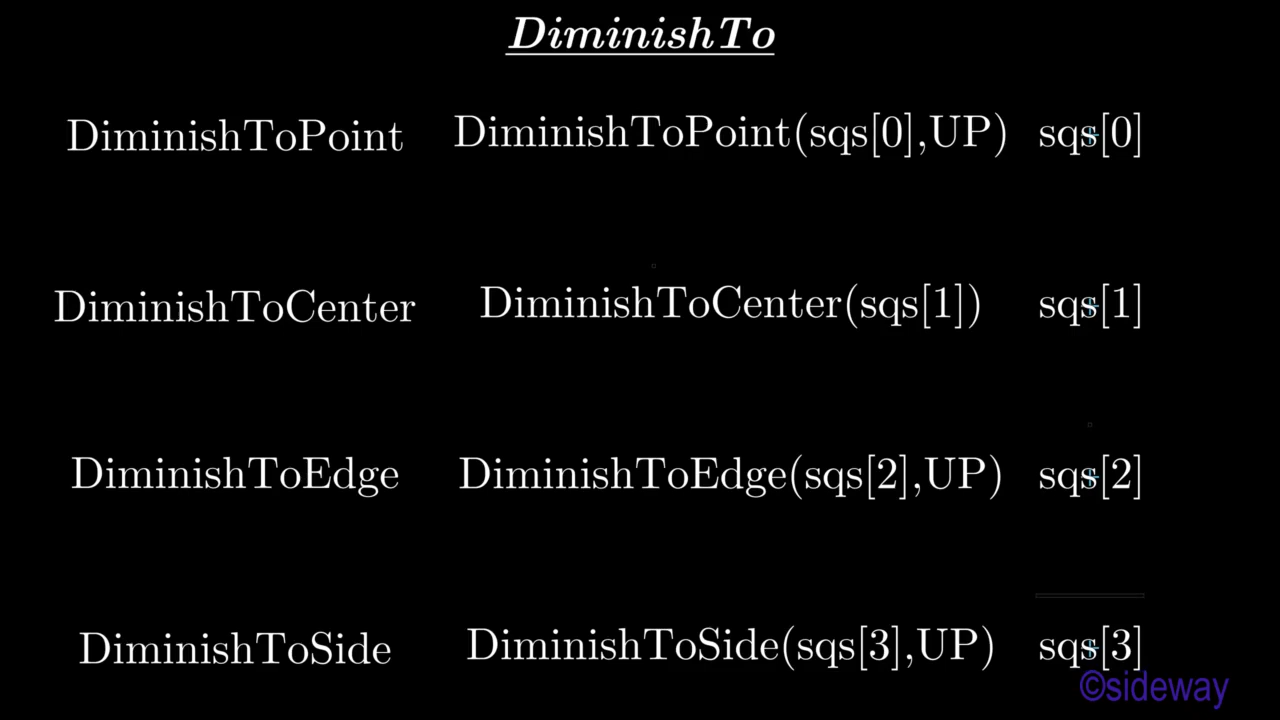 DiminishTo
DiminishToPoint DiminishToPoint(sqs[0],UP) sqs[0]
DiminishToCenter DiminishToCenter(sqs[1]) sqs[1]
DiminishToEdge DiminishToEdge(sqs[2],UP) sqs[2]
DiminishToSide DiminishToSide(sqs[3],UP) sqs[3]
©sideway